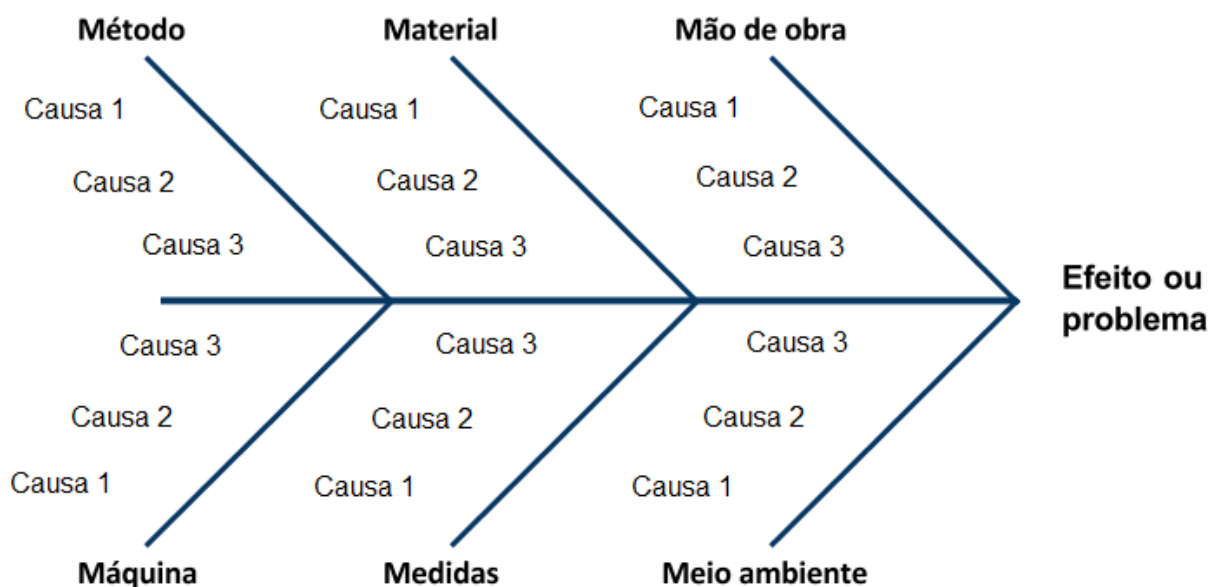 Método
Material
Mão de obra
Causa 1
Causa 1
Causa 1
Causa 2
Causa 2
Causa 2
Causa 3
Causa 3
Causa 3
Efeito ou
problema
Causa 3
Causa 3
Causa 3
Causa 2
Causa 2
Causa 2
Causa 1
Causa 1
Causa 1
Máquina
Medidas
Meio ambiente